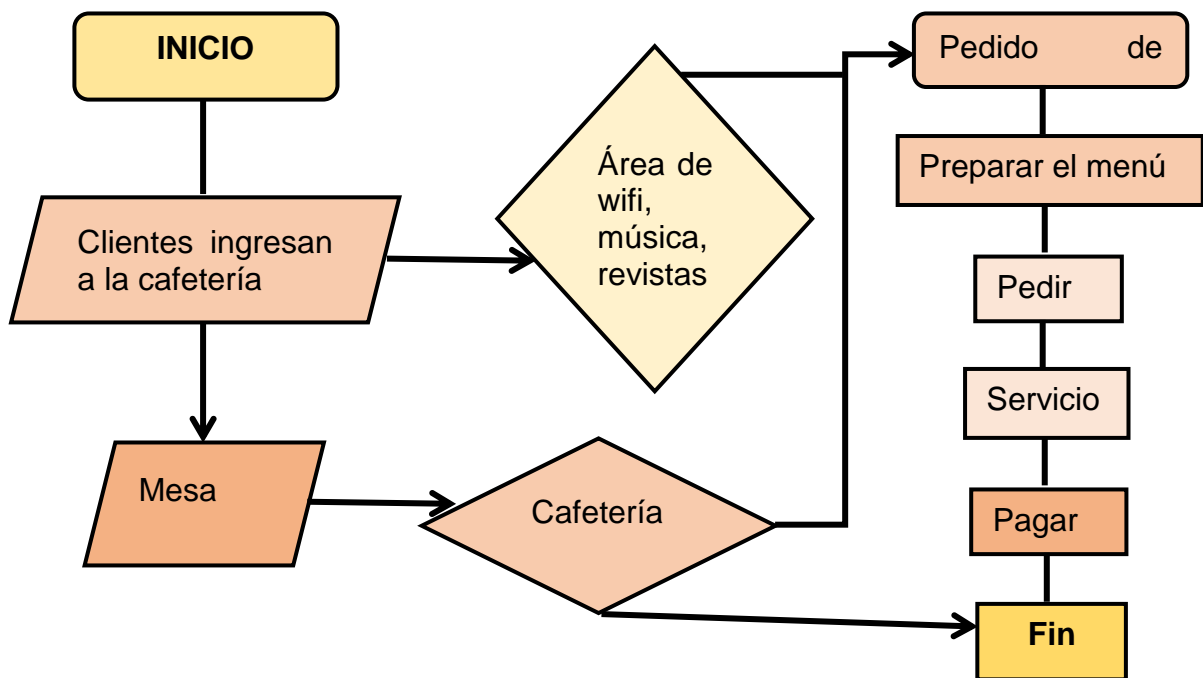 INICIO
Clientes ingresan
a la cafetería
Mesa
Área de
wifi,
música,
revistas
Cafetería
Pedido de
Preparar el menú
Pedir
Servicio
Pagar
Fin